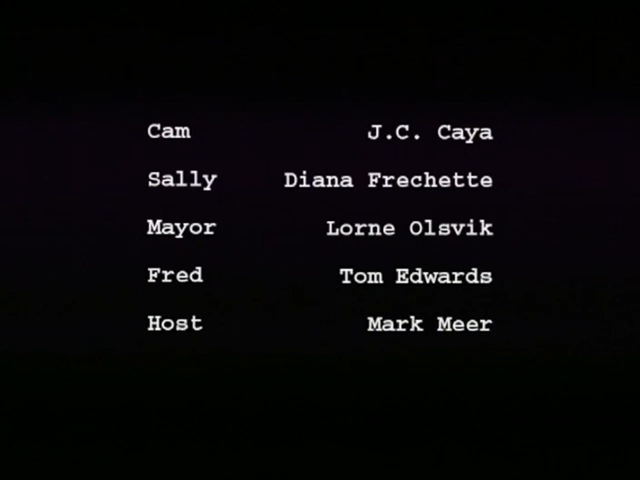 Cam J.C. Caya
Sally Diana Frechette
Mayor Lorne Olsvik
Fred Tom Edwards
Host Mark Meer